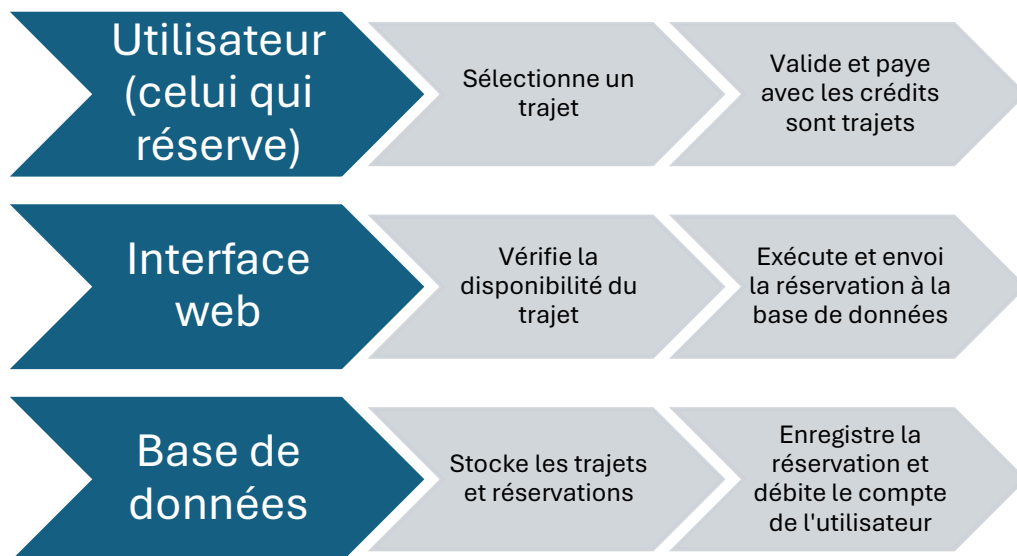 Utilisateur
(celui qui
réserve)
Sélectionne un
trajet
Valide et paye
avec les crédits
sont trajets
Interface
web
Vérifie la
disponibilité du
trajet
Exécute et envoi
la réservation à la
base de données
Base de
données
Stocke les trajets
et réservations
Enregistre la
réservation et
débite le compte
de l'utilisateur